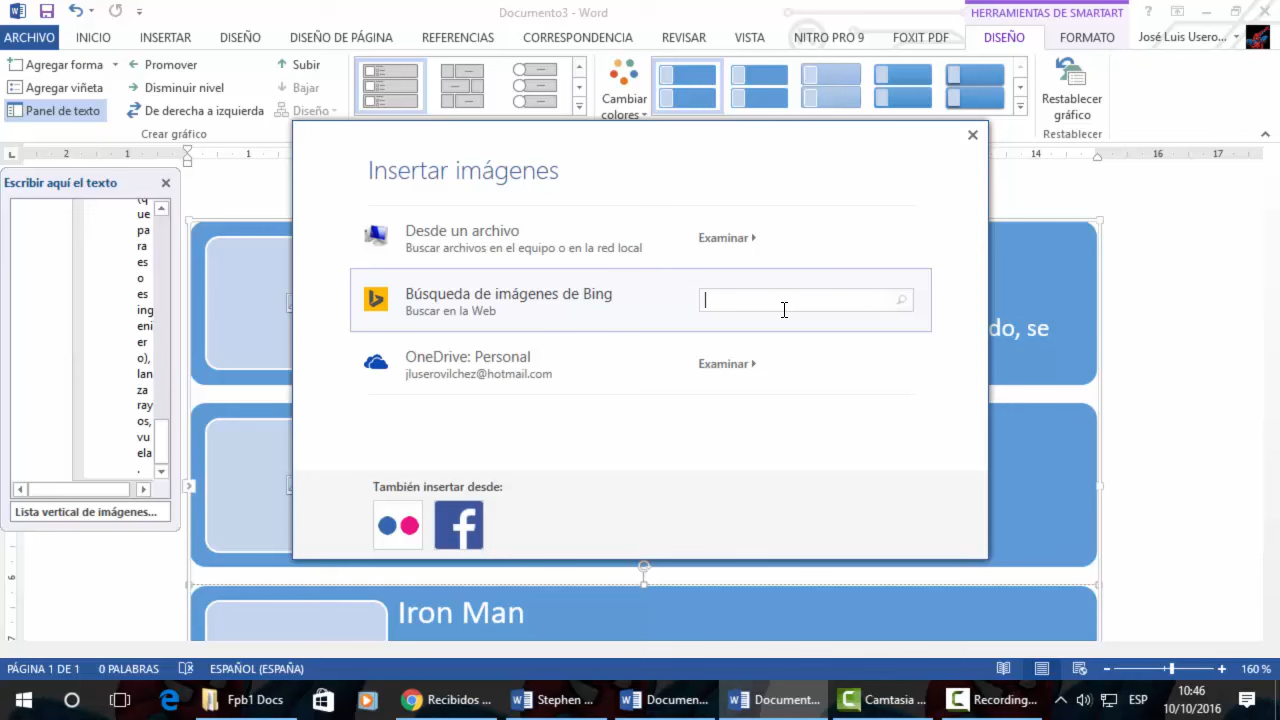 Documento3 - Word
HERRAMIENTAS DE SMARTART
?
ARCHIVO INICIO INSERTAR DISEÑO DISEÑO DE PÁGINA REFERENCIAS CORRESPONDENCIA REVISAR VISTA NITRO PRO 9 FOXIT PDF DISEÑO FORMATO José Luis Usero...
Agregar forma Promover Subir
Agregar viñeta Disminuir nivel Bajar
Panel de texto De derecha a izquierda Diseño
Cambiar
colores
Restablecer
gráfico
Crear gráfico
Restablecer
2 1 1 14 16 17
Escribir aquí el texto
ue
pa
ra
es
o
es
ing
eni
er
o),
lan
za
ray
os,
vu
ela
.
Lista vertical de imágenes...
Insertar imágenes
Desde un archivo
Buscar archivos en el equipo o en la red local
Examinar
Búsqueda de imágenes de Bing
Buscar en la Web
OneDrive: Personal
jluserovilchez@hotmail.com
Examinar
También insertar desde:
do, se
Iron Man
PÁGINA 1 DE 1 0 PALABRAS ESPAÑOL (ESPAÑA) 160 %
Fpb1 Docs Recibidos ... Stephen ... Documen... Document... Camtasia ... Recording... ESP
10:46
10/10/2016